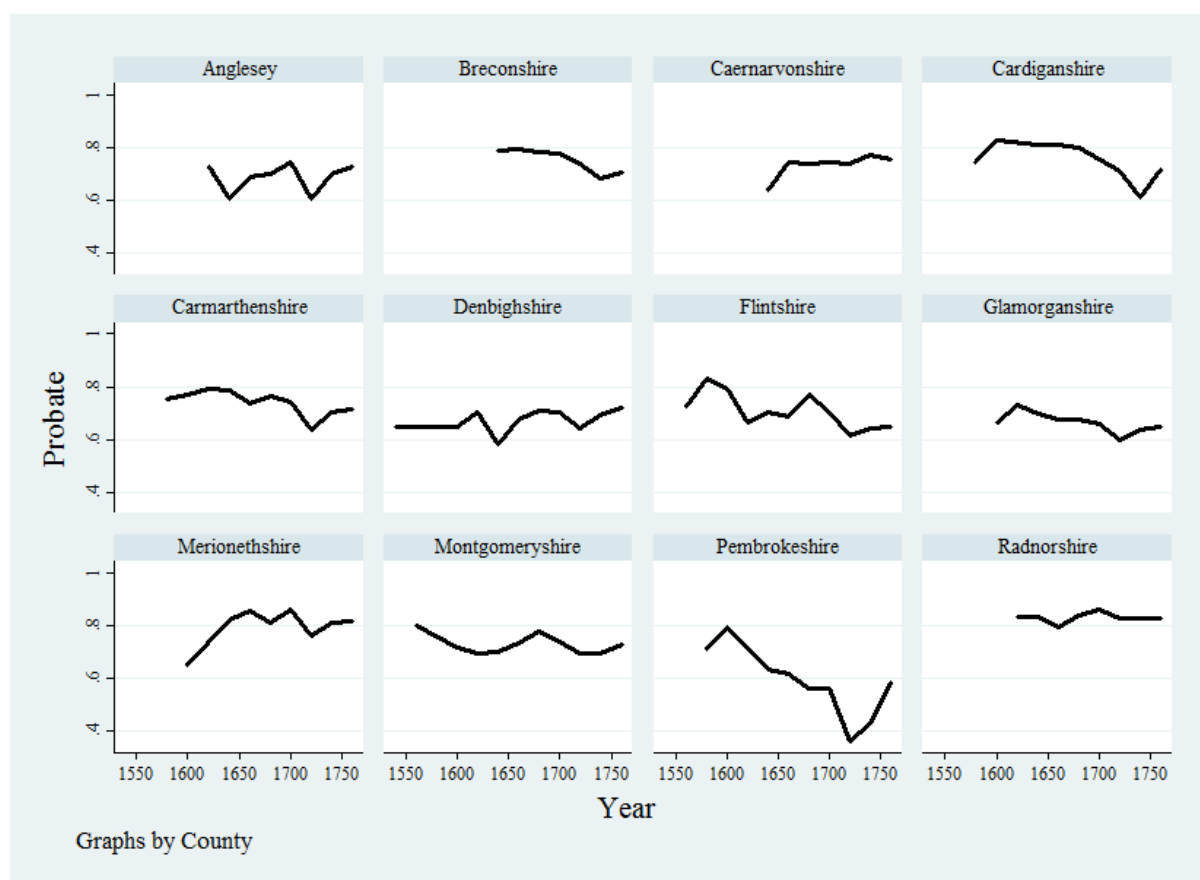 Anglesey Breconshire Caernarvonshire Cardiganshire
1
.8
.6
.4
Carmarthenshire Denbighshire Flintshire Glamorganshire
1
.8
.6
.4
Probate
Merionethshire Montgomeryshire Pembrokeshire Radnorshire
1
.8
.6
.4
1550 1600 1650 1700 1750 1550 1600 1650 1700 1750 1550 1600 1650 1700 1750 1550 1600 1650 1700 1750
Year
Graphs by County